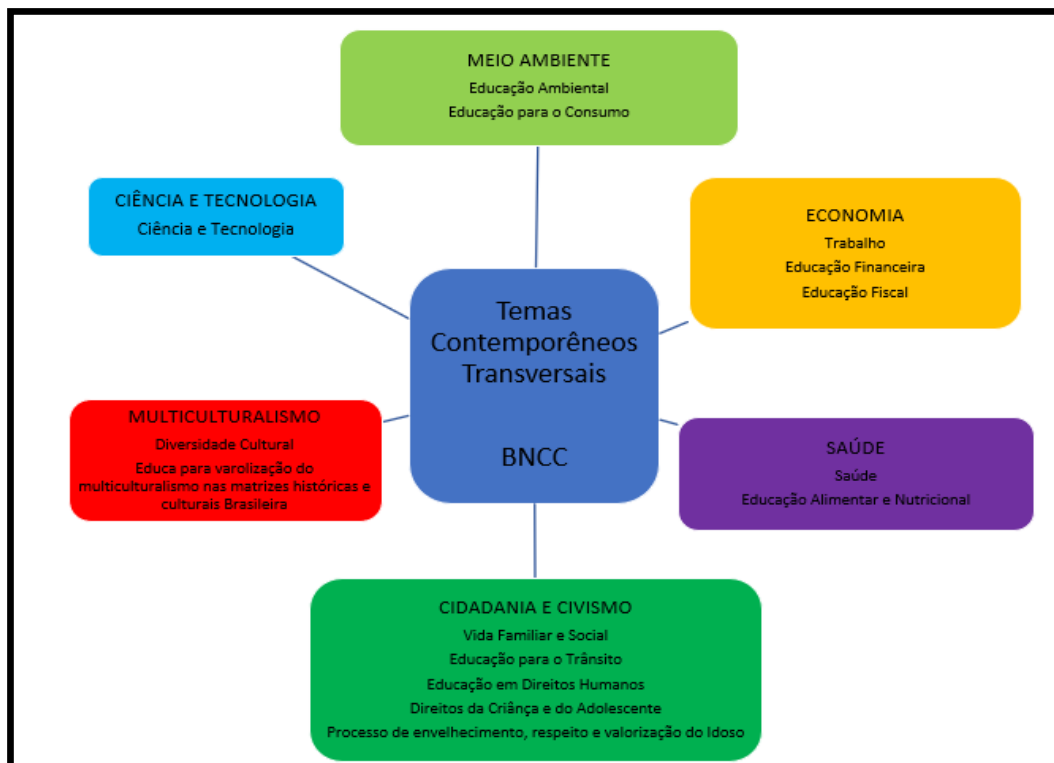 MEIO AMBIENTE
Educação Ambiental
Educação para o Consumo
CIÊNCIA E TECNOLOGIA
Ciência e Tecnologia
ECONOMIA
Trabalho
Educação Financeira
Educação Fiscal
Temas
Contemporêneos
Transversais
BNCC
MULTICULTURALISMO
Diversidade Cultural
Educa para varolização do
multiculturalismo nas matrizes históricas e
culturais Brasileira
SAÚDE
Saúde
Educação Alimentar e Nutricional
CIDADANIA E CIVISMO
Vida Familiar e Social
Educação para o Trânsito
Educação em Direitos Humanos
Direitos da Criânça e do Adolescente
Processo de envelhecimento, respeito e valorização do Idoso